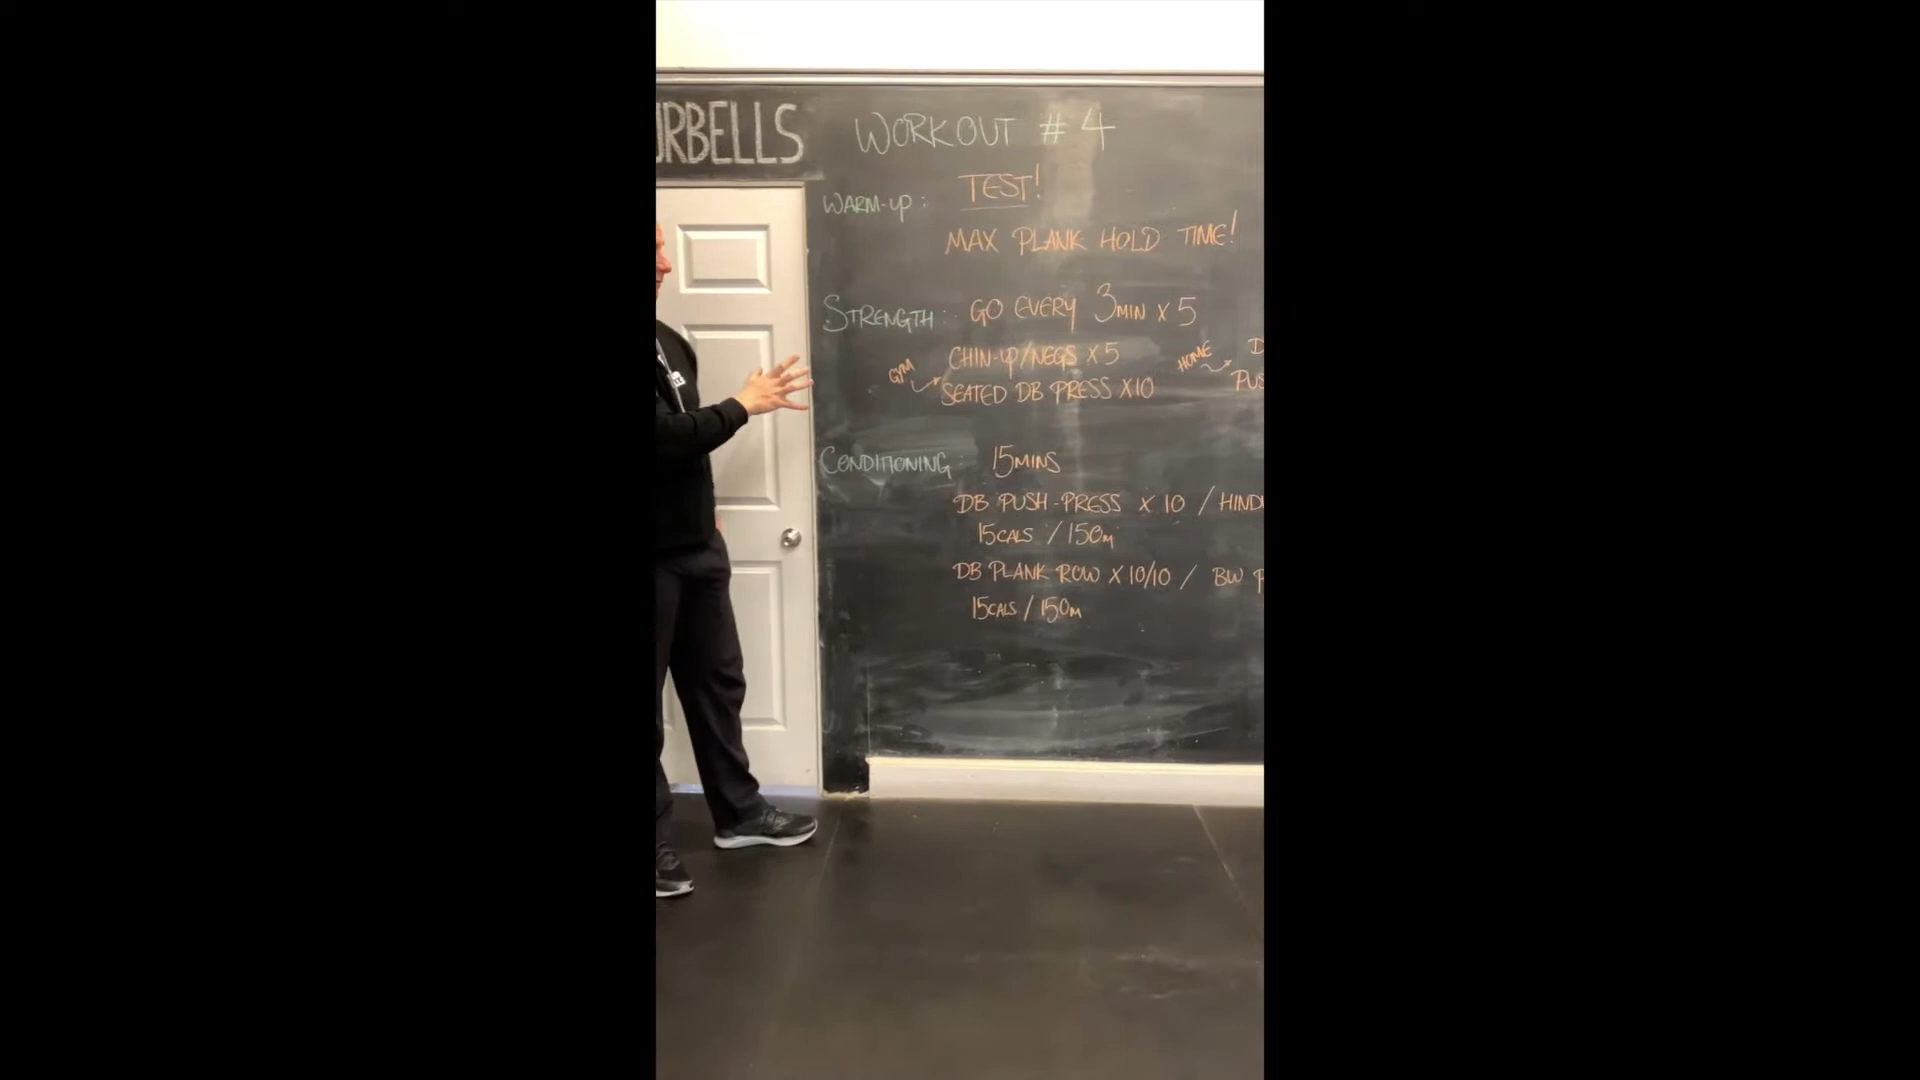 WORKOUT #4
WARM-UP: TEST!
MAX PLANK HOLD TIME!
STRENGTH: GO EVERY 3MIN X 5
GYM CHIN-UP/NEGS X 5 HOME
SEATED DB PRESS X10
CONDITIONING: 15MINS
DB PUSH-PRESS X 10 /
15CALS / 150m
DB PLANK ROW X 10/10 / BW
15CALS / 150m